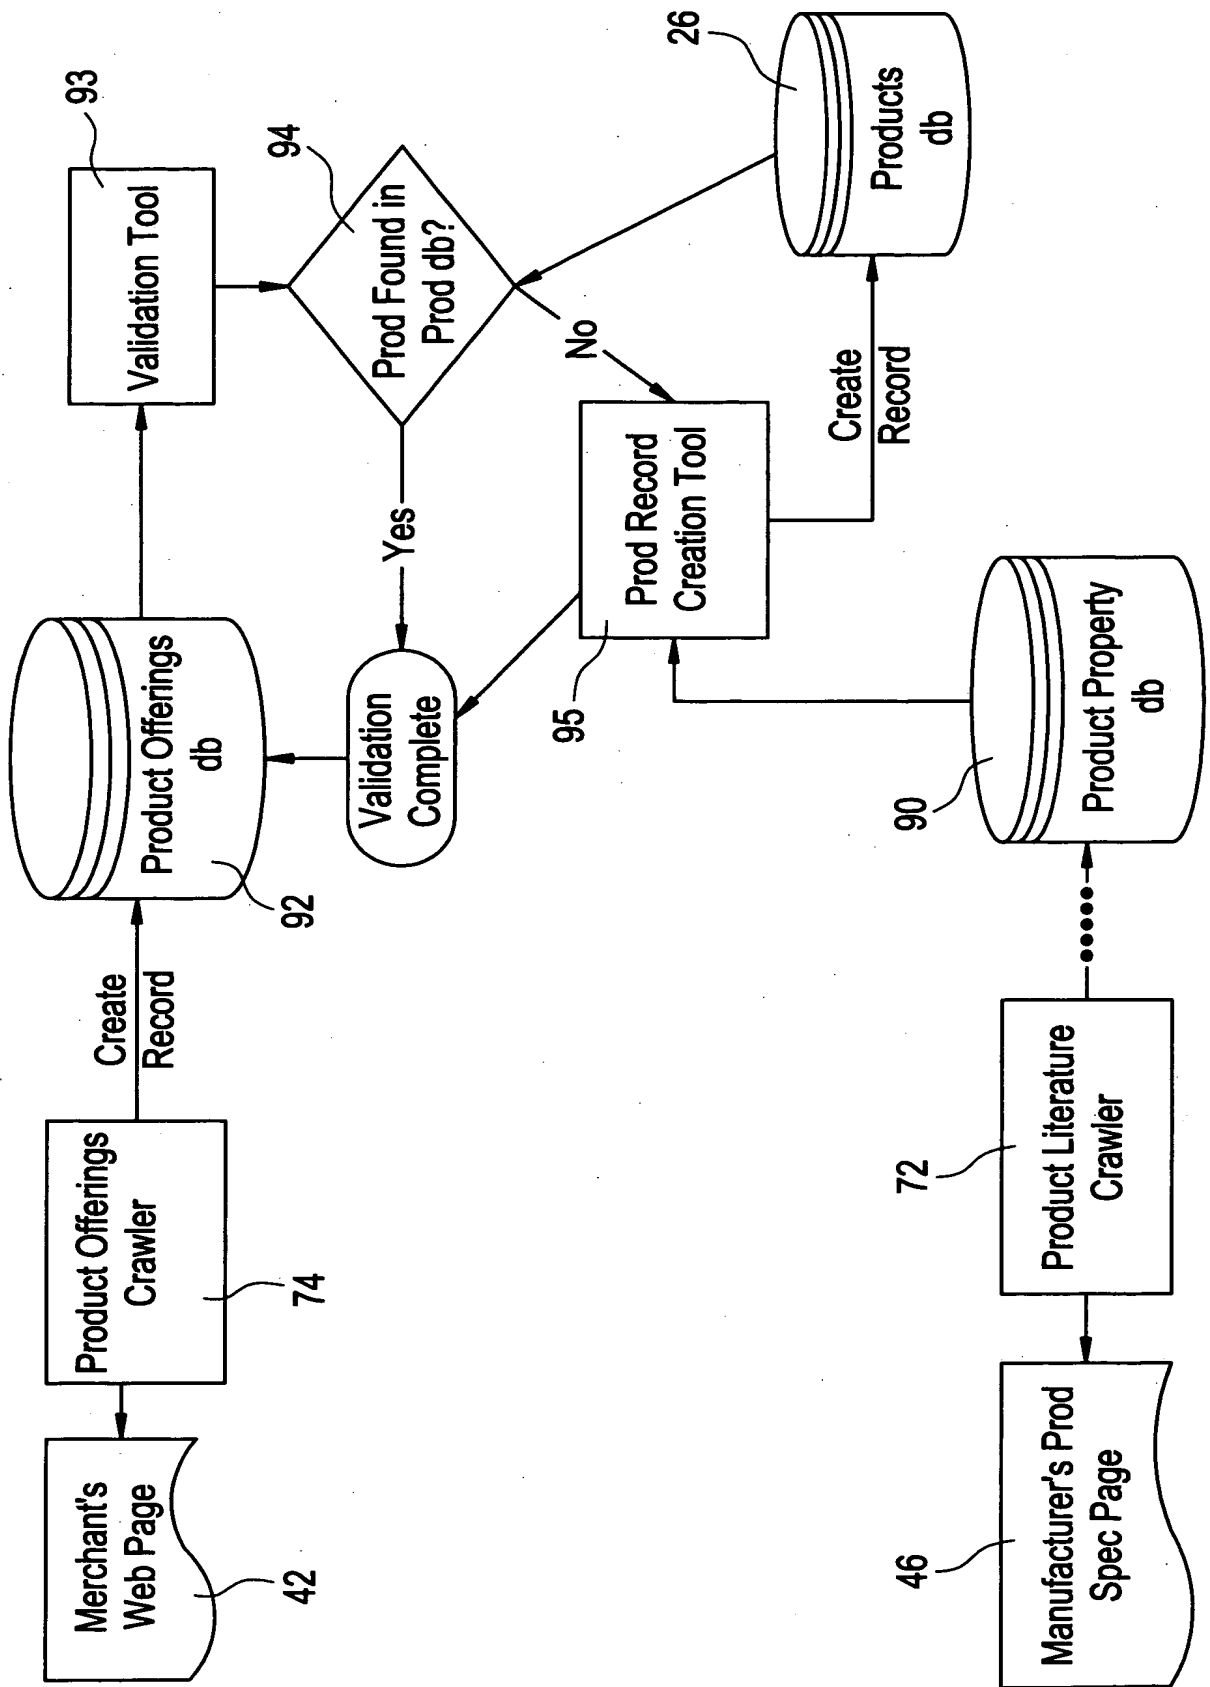 Merchant's
Web Page
42
Product Offerings
Crawler
74
Create
Record
Product Offerings
db
92
Validation Tool
93
Validation
Complete
Yes
Prod Found in
Prod db?
94
No
95
Prod Record
Creation Tool
Create
Record
26
Products
db
46
Manufacturer's Prod
Spec Page
72
Product Literature
Crawler
90
Product Property
db